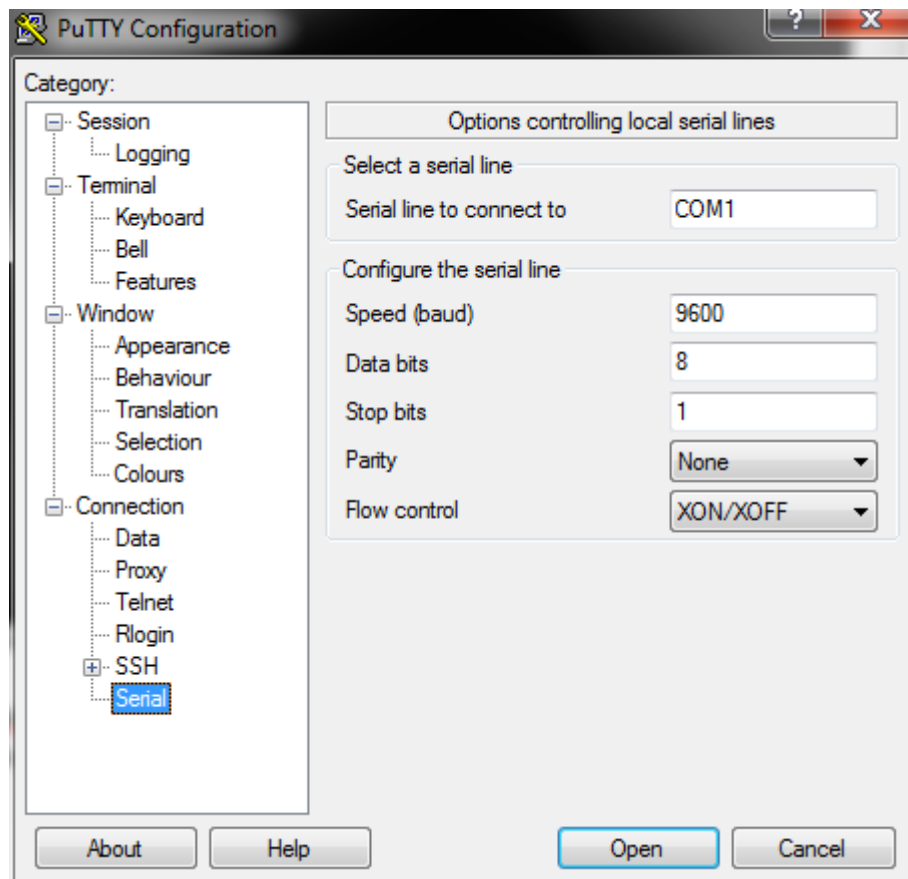 PuTTY Configuration
?
X
Category:
Session
Logging
Terminal
Keyboard
Bell
Features
Window
Appearance
Behaviour
Translation
Selection
Colours
Connection
Data
Proxy
Telnet
Rlogin
SSH
Serial
Options controlling local serial lines
Select a serial line
Serial line to connect to COM1
Configure the serial line
Speed (baud) 9600
Data bits 8
Stop bits 1
Parity None
Flow control XON/XOFF
About Help Open Cancel